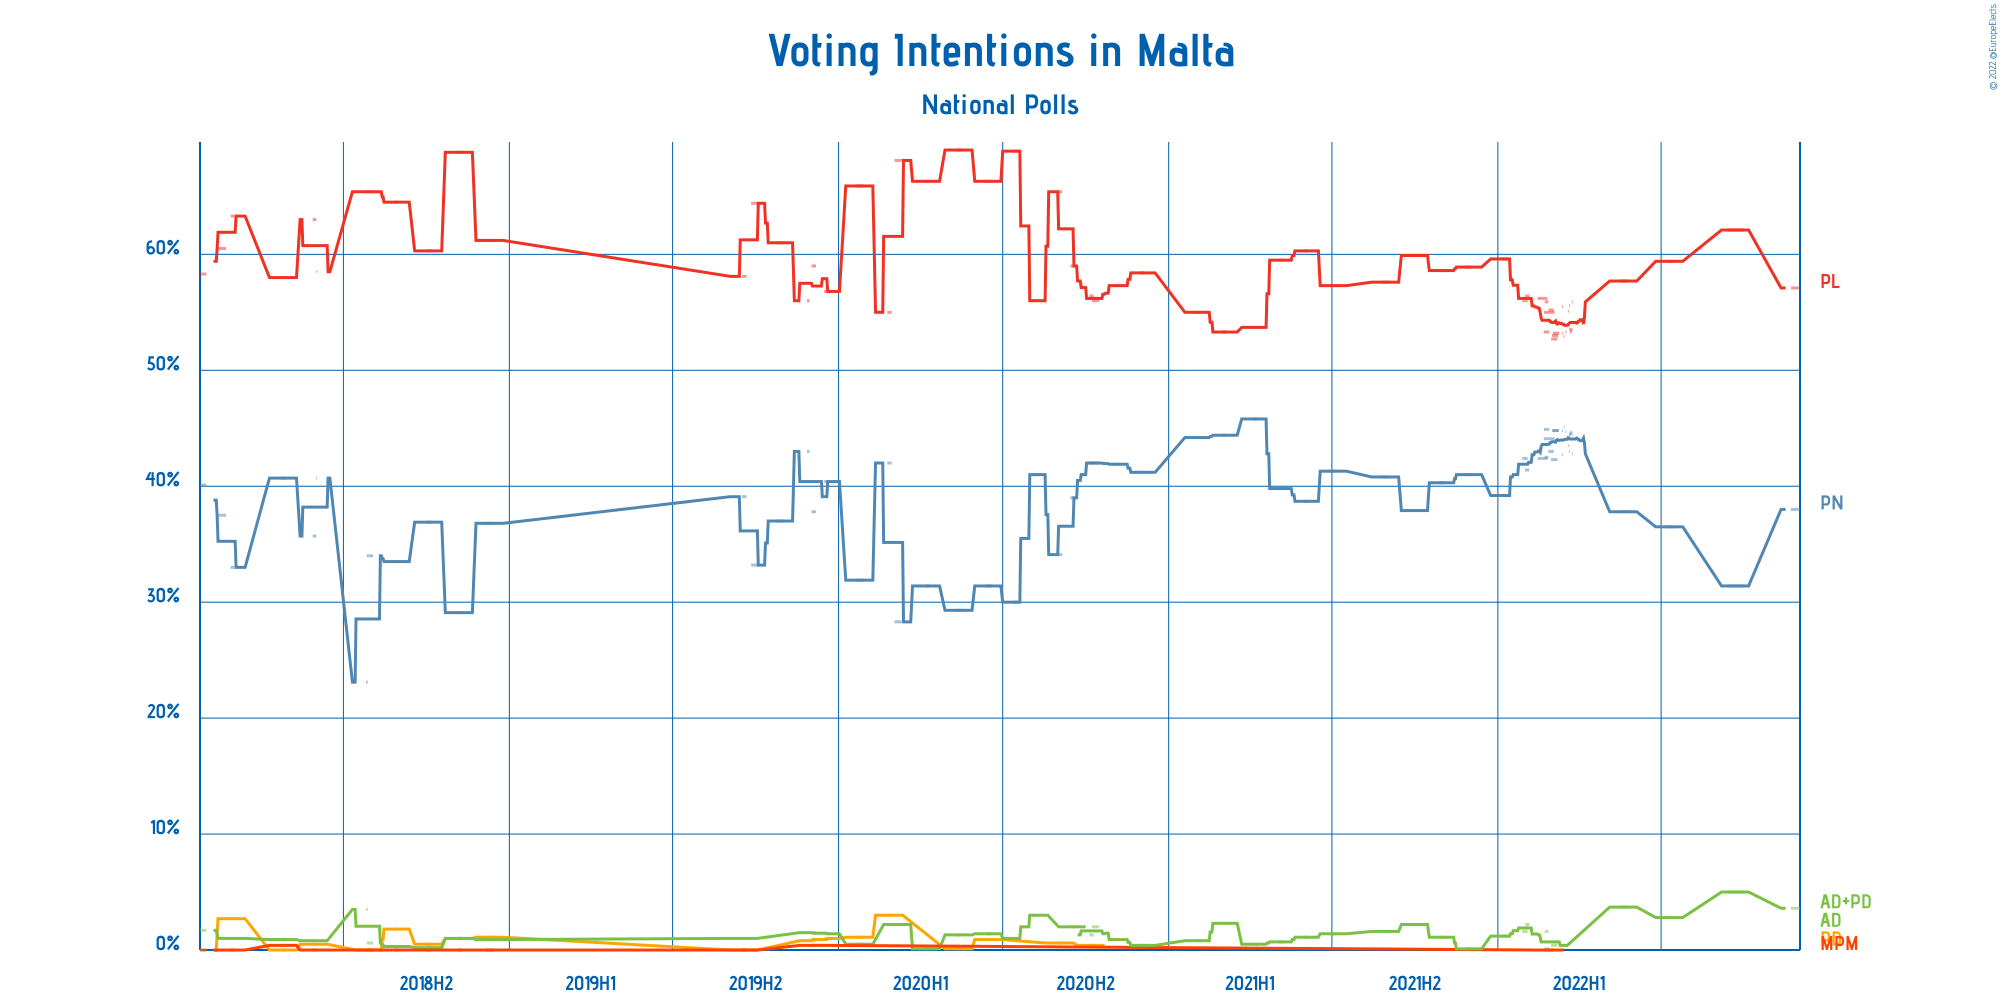 Voting Intentions in Malta
National Polls
© 2022 @EuropeElects
60%
50%
40%
30%
20%
10%
0%
PL
PN
AD+PD
AD
MPM
2018H2
2019H1
2019H2
2020H1
2020H2
2021H1
2021H2
2022H1